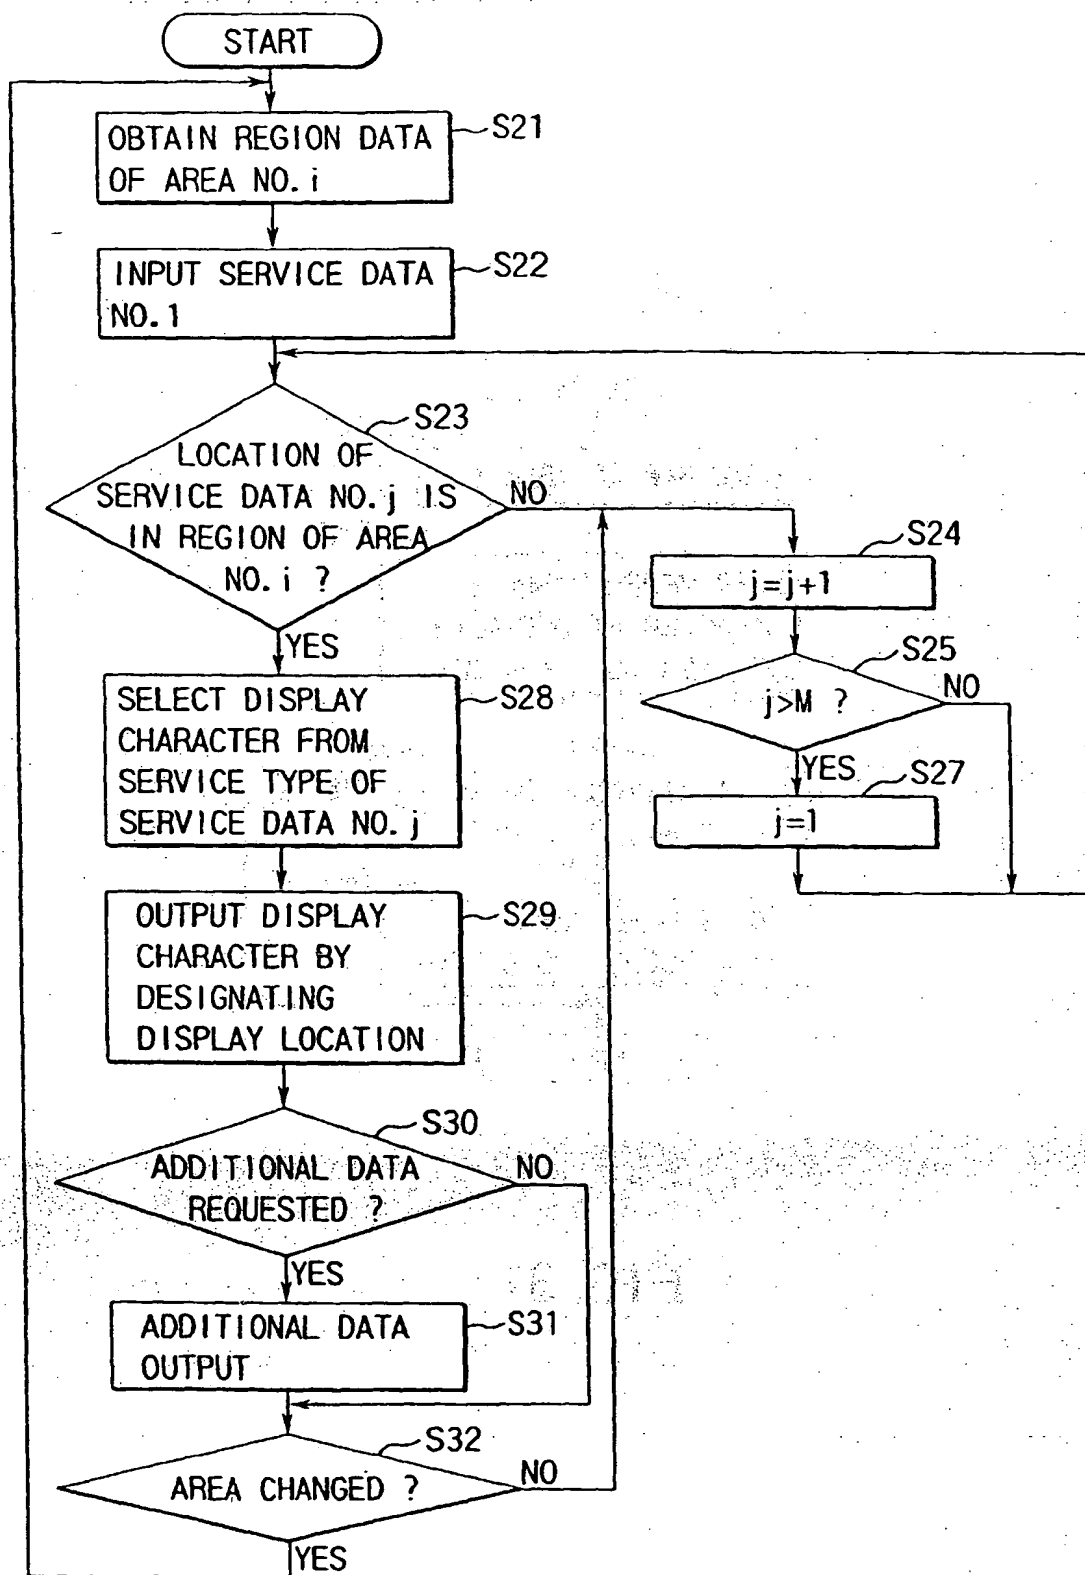 START
OBTAIN REGION DATA
OF AREA NO. i
S21
INPUT SERVICE DATA
NO. 1
S22
S23
LOCATION OF
SERVICE DATA NO. j IS
IN REGION OF AREA
NO. i ?
NO
YES
S24
j=j+1
S25
j>M ?
NO
YES
S27
j=1
SELECT DISPLAY
CHARACTER FROM
SERVICE TYPE OF
SERVICE DATA NO. j
S28
OUTPUT DISPLAY
CHARACTER BY
DESIGNATING
DISPLAY LOCATION
S29
S30
ADDITIONAL DATA
REQUESTED ?
NO
YES
ADDITIONAL DATA
OUTPUT
S31
S32
AREA CHANGED ?
NO
YES